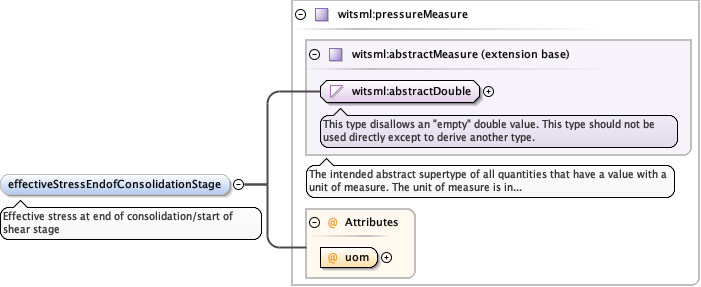 witsml:pressureMeasure
witsml:abstractMeasure (extension base)
witsml:abstractDouble
This type disallows an "empty" double value. This type should not be
used directly except to derive another type.
effectiveStressEndofConsolidationStage
The intended abstract supertype of all quantities that have a value with a
unit of measure. The unit of measure is in...
Effective stress at end of consolidation/start of
shear stage
@ Attributes
@ uom